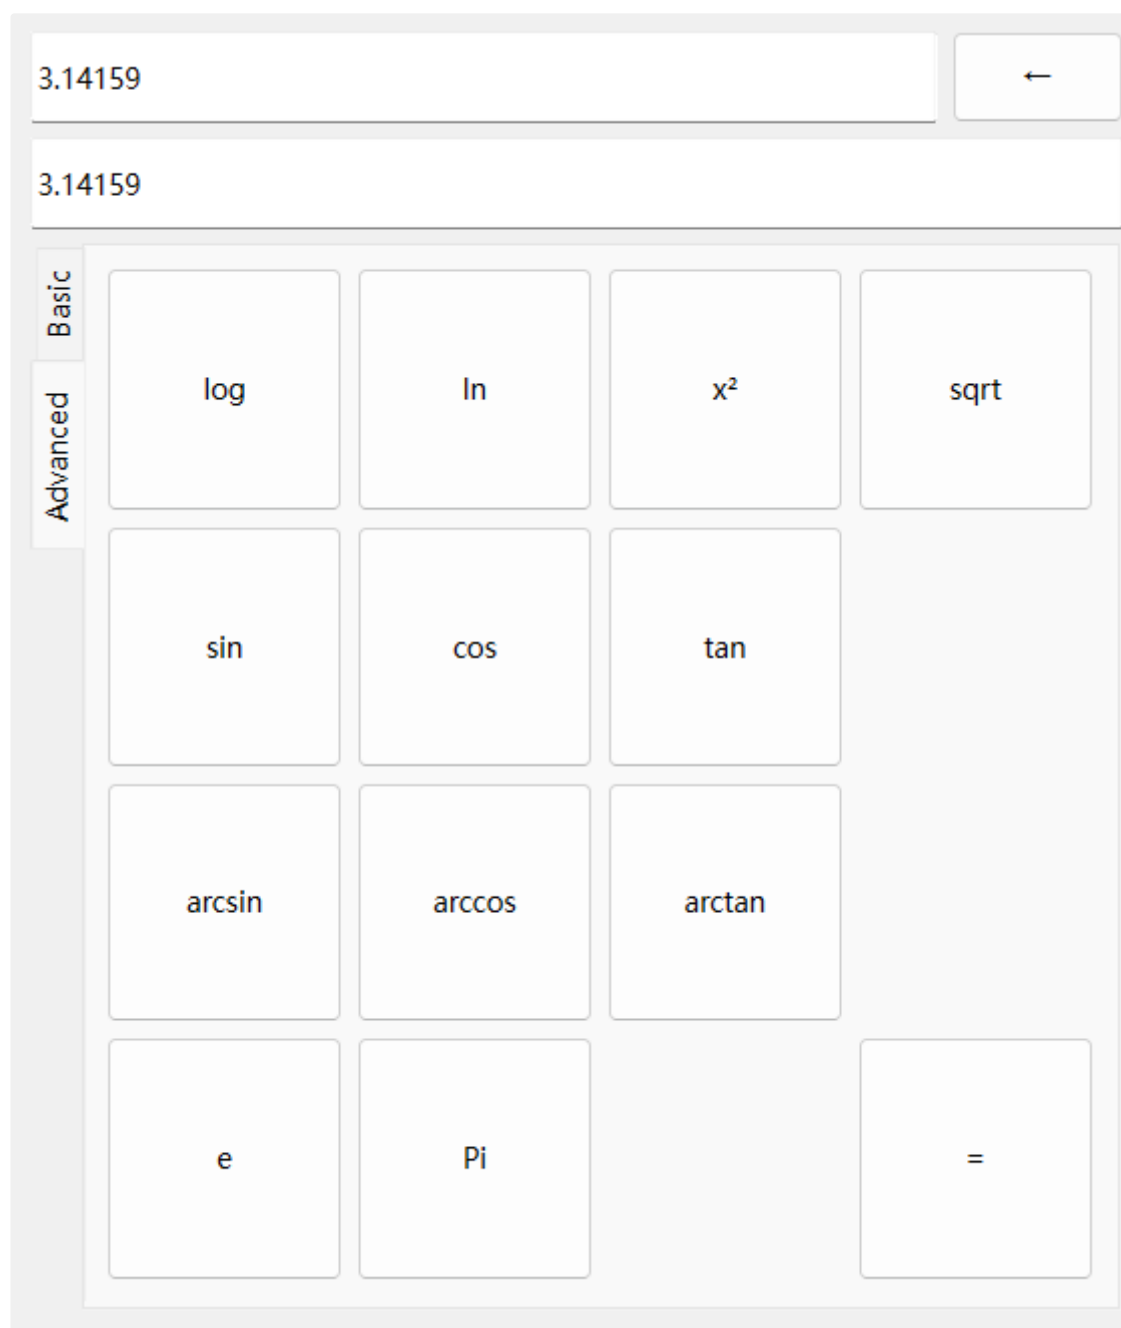 3.14159 ←
3.14159
Basic
Advanced
log ln x² sqrt
sin cos tan
arcsin arccos arctan
e Pi =